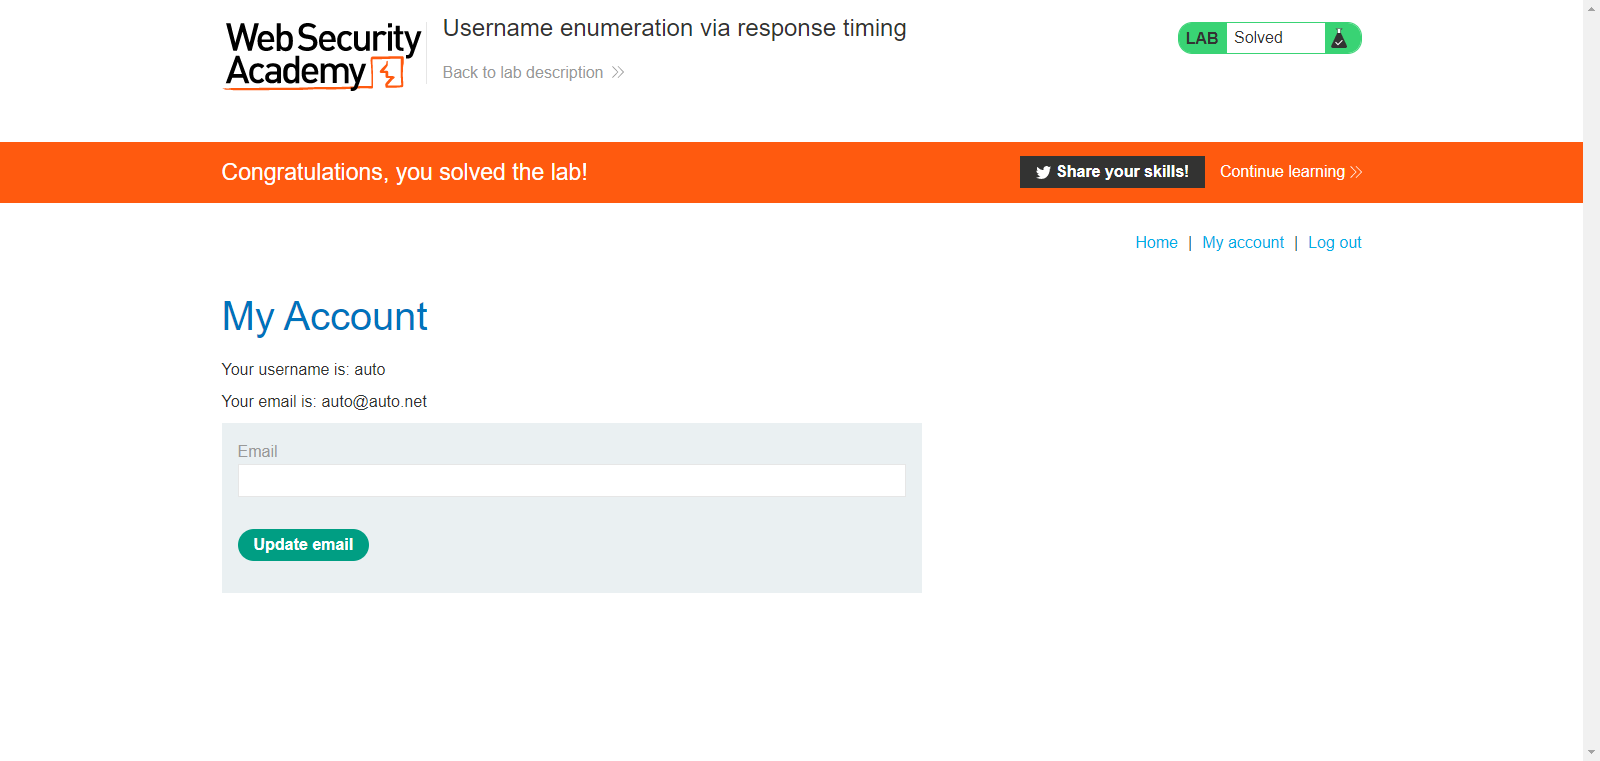 Web Security
Academy
Username enumeration via response timing
Back to lab description
LAB Solved
Congratulations, you solved the lab!
Share your skills! Continue learning
Home | My account | Log out
My Account
Your username is: auto
Your email is: auto@auto.net
Email
Update email